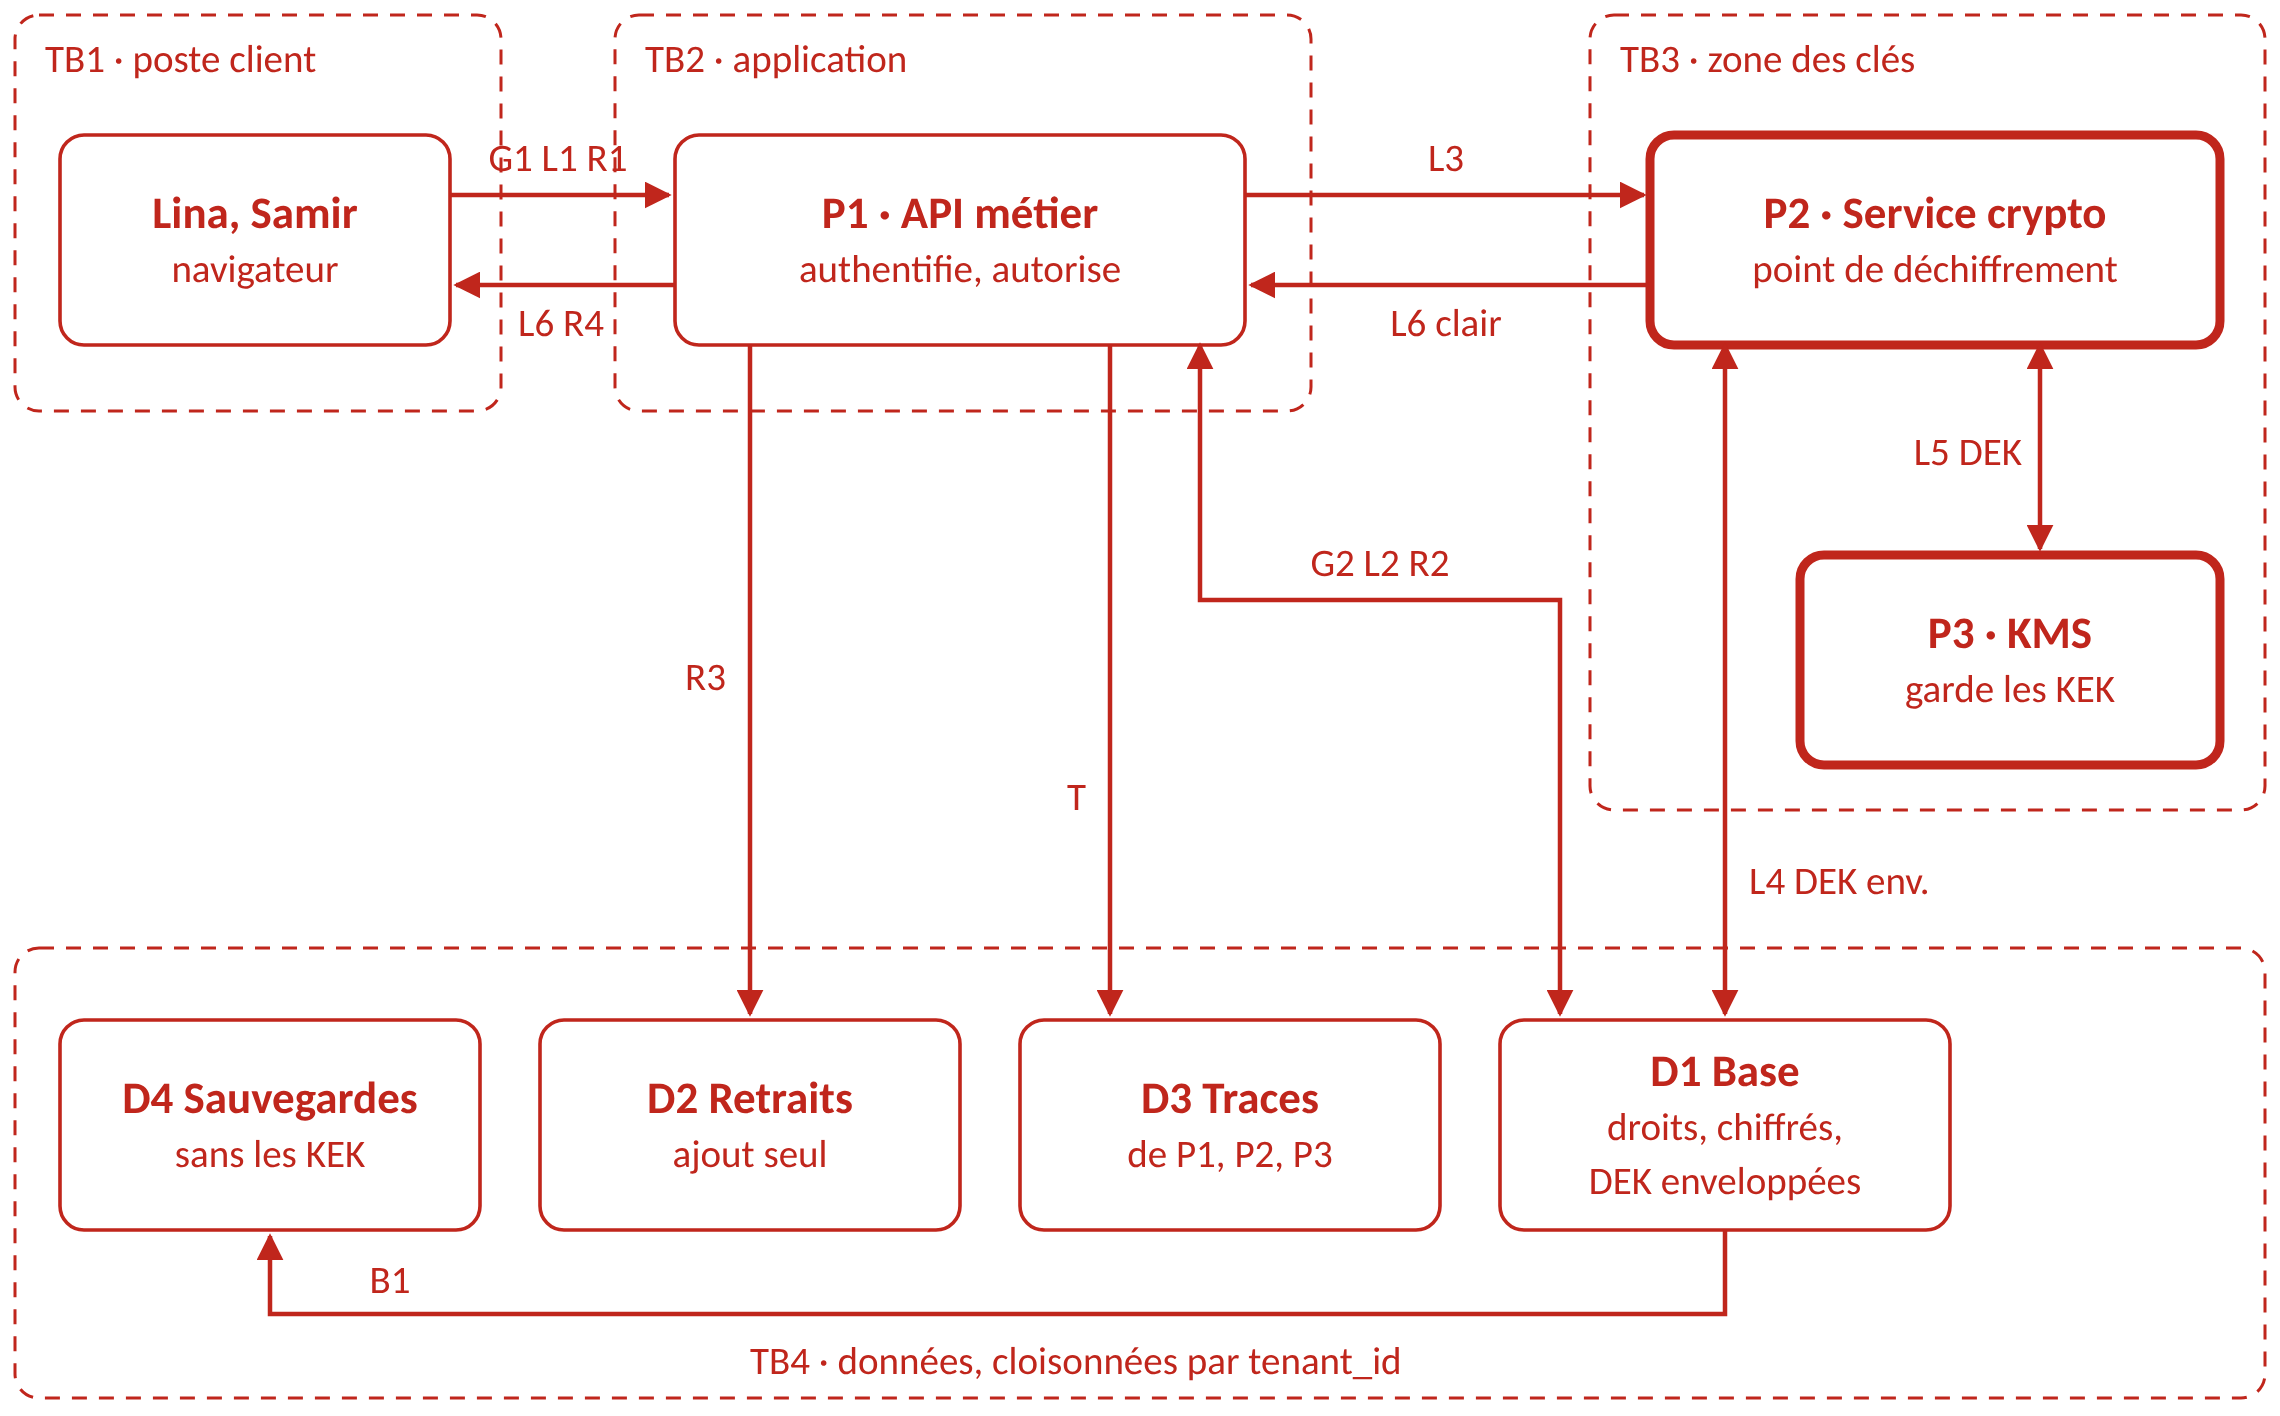 TB1 · poste client
TB2 · application
TB3 · zone des clés
G1 L1 R1
L3
Lina, Samir
navigateur
P1 · API métier
authentifie, autorise
P2 · Service crypto
point de déchiffrement
L6 R4
L6 clair
L5 DEK
G2 L2 R2
P3 · KMS
garde les KEK
R3
T
L4 DEK env.
D4 Sauvegardes
sans les KEK
D2 Retraits
ajout seul
D3 Traces
de P1, P2, P3
D1 Base
droits, chiffrés,
DEK enveloppées
B1
TB4 · données, cloisonnées par tenant_id